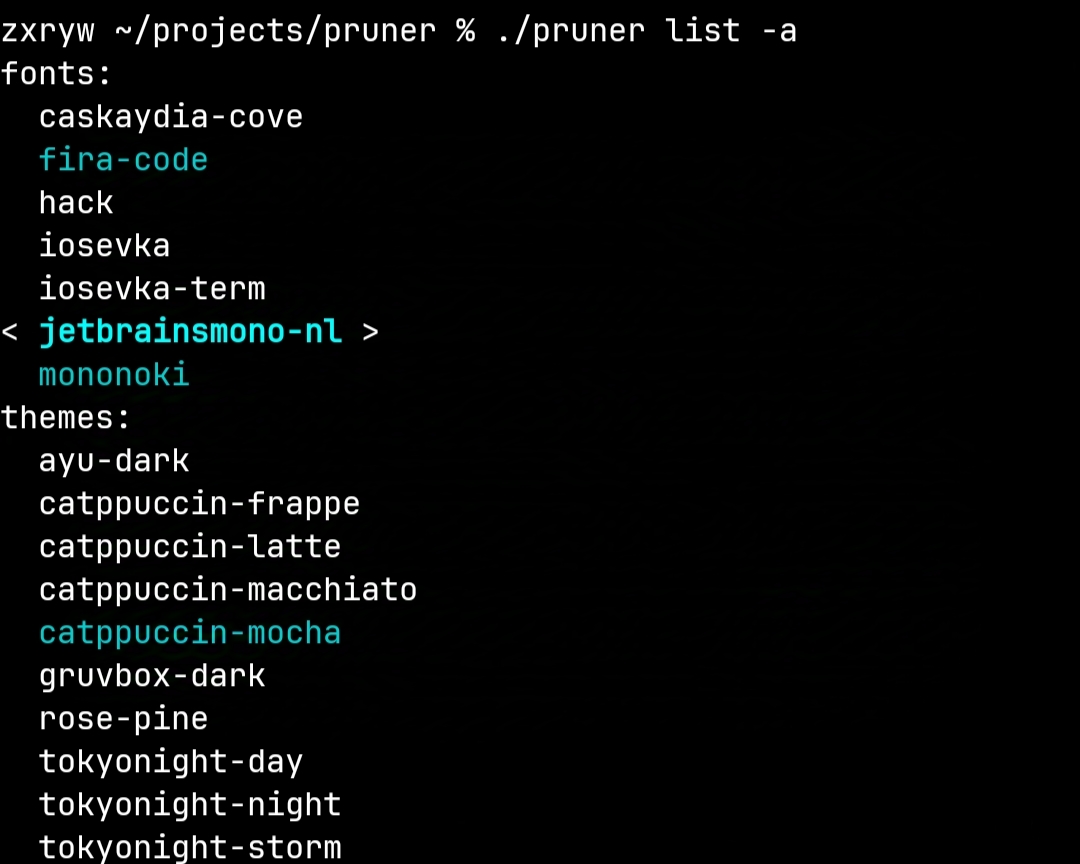 zxryw ~/projects/pruner % ./pruner list -a
fonts:
  caskaydia-cove
  fira-code
  hack
  iosevka
  iosevka-term
< jetbrainsmono-nl >
  mononoki
themes:
  ayu-dark
  catppuccin-frappe
  catppuccin-latte
  catppuccin-macchiato
  catppuccin-mocha
  gruvbox-dark
  rose-pine
  tokyonight-day
  tokyonight-night
  tokyonight-storm